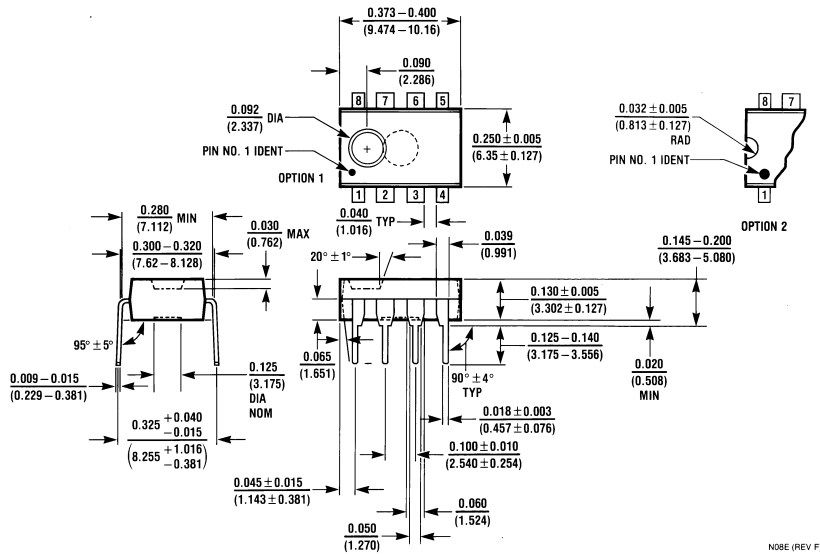 0.373–0.400
(9.474–10.16)
0.090
(2.286)
8 7 6 5
0.092 DIA
(2.337)
0.032 ± 0.005
(0.813 ± 0.127)
RAD
8 7
0.250 ± 0.005
(6.35 ± 0.127)
PIN NO. 1 IDENT
PIN NO. 1 IDENT
OPTION 1
1 2 3 4
1
OPTION 2
0.280 MIN
(7.112)
0.040 TYP
(1.016)
0.030 MAX
(0.762)
0.039
(0.991)
0.145–0.200
(3.683–5.080)
0.300–0.320
(7.62–8.128)
20° ± 1°
0.130 ± 0.005
(3.302 ± 0.127)
95° ± 5°
0.065
(1.651)
0.125–0.140
(3.175–3.556)
0.020
(0.508)
MIN
0.009–0.015
(0.229–0.381)
0.125
(3.175)
DIA
NOM
90° ± 4°
TYP
0.018 ± 0.003
(0.457 ± 0.076)
0.325 +0.040 -0.015
(8.255 +1.016 -0.381)
0.100 ± 0.010
(2.540 ± 0.254)
0.045 ± 0.015
(1.143 ± 0.381)
0.060
(1.524)
0.050
(1.270)
N08E (REV F